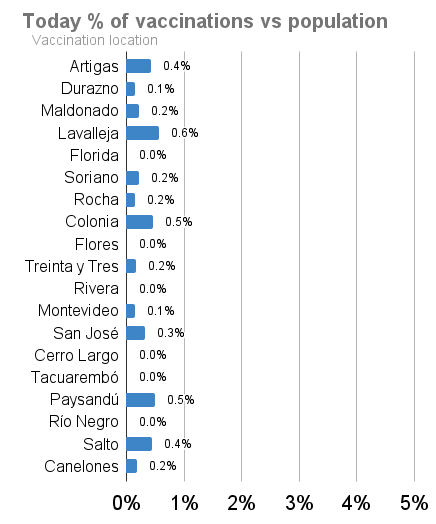 Today % of vaccinations vs population
Vaccination location
Artigas 0.4%
Durazno 0.1%
Maldonado 0.2%
Lavalleja 0.6%
Florida 0.0%
Soriano 0.2%
Rocha 0.2%
Colonia 0.5%
Flores 0.0%
Treinta y Tres 0.2%
Rivera 0.0%
Montevideo 0.1%
San José 0.3%
Cerro Largo 0.0%
Tacuarembó 0.0%
Paysandú 0.5%
Río Negro 0.0%
Salto 0.4%
Canelones 0.2%
0% 1% 2% 3% 4% 5%